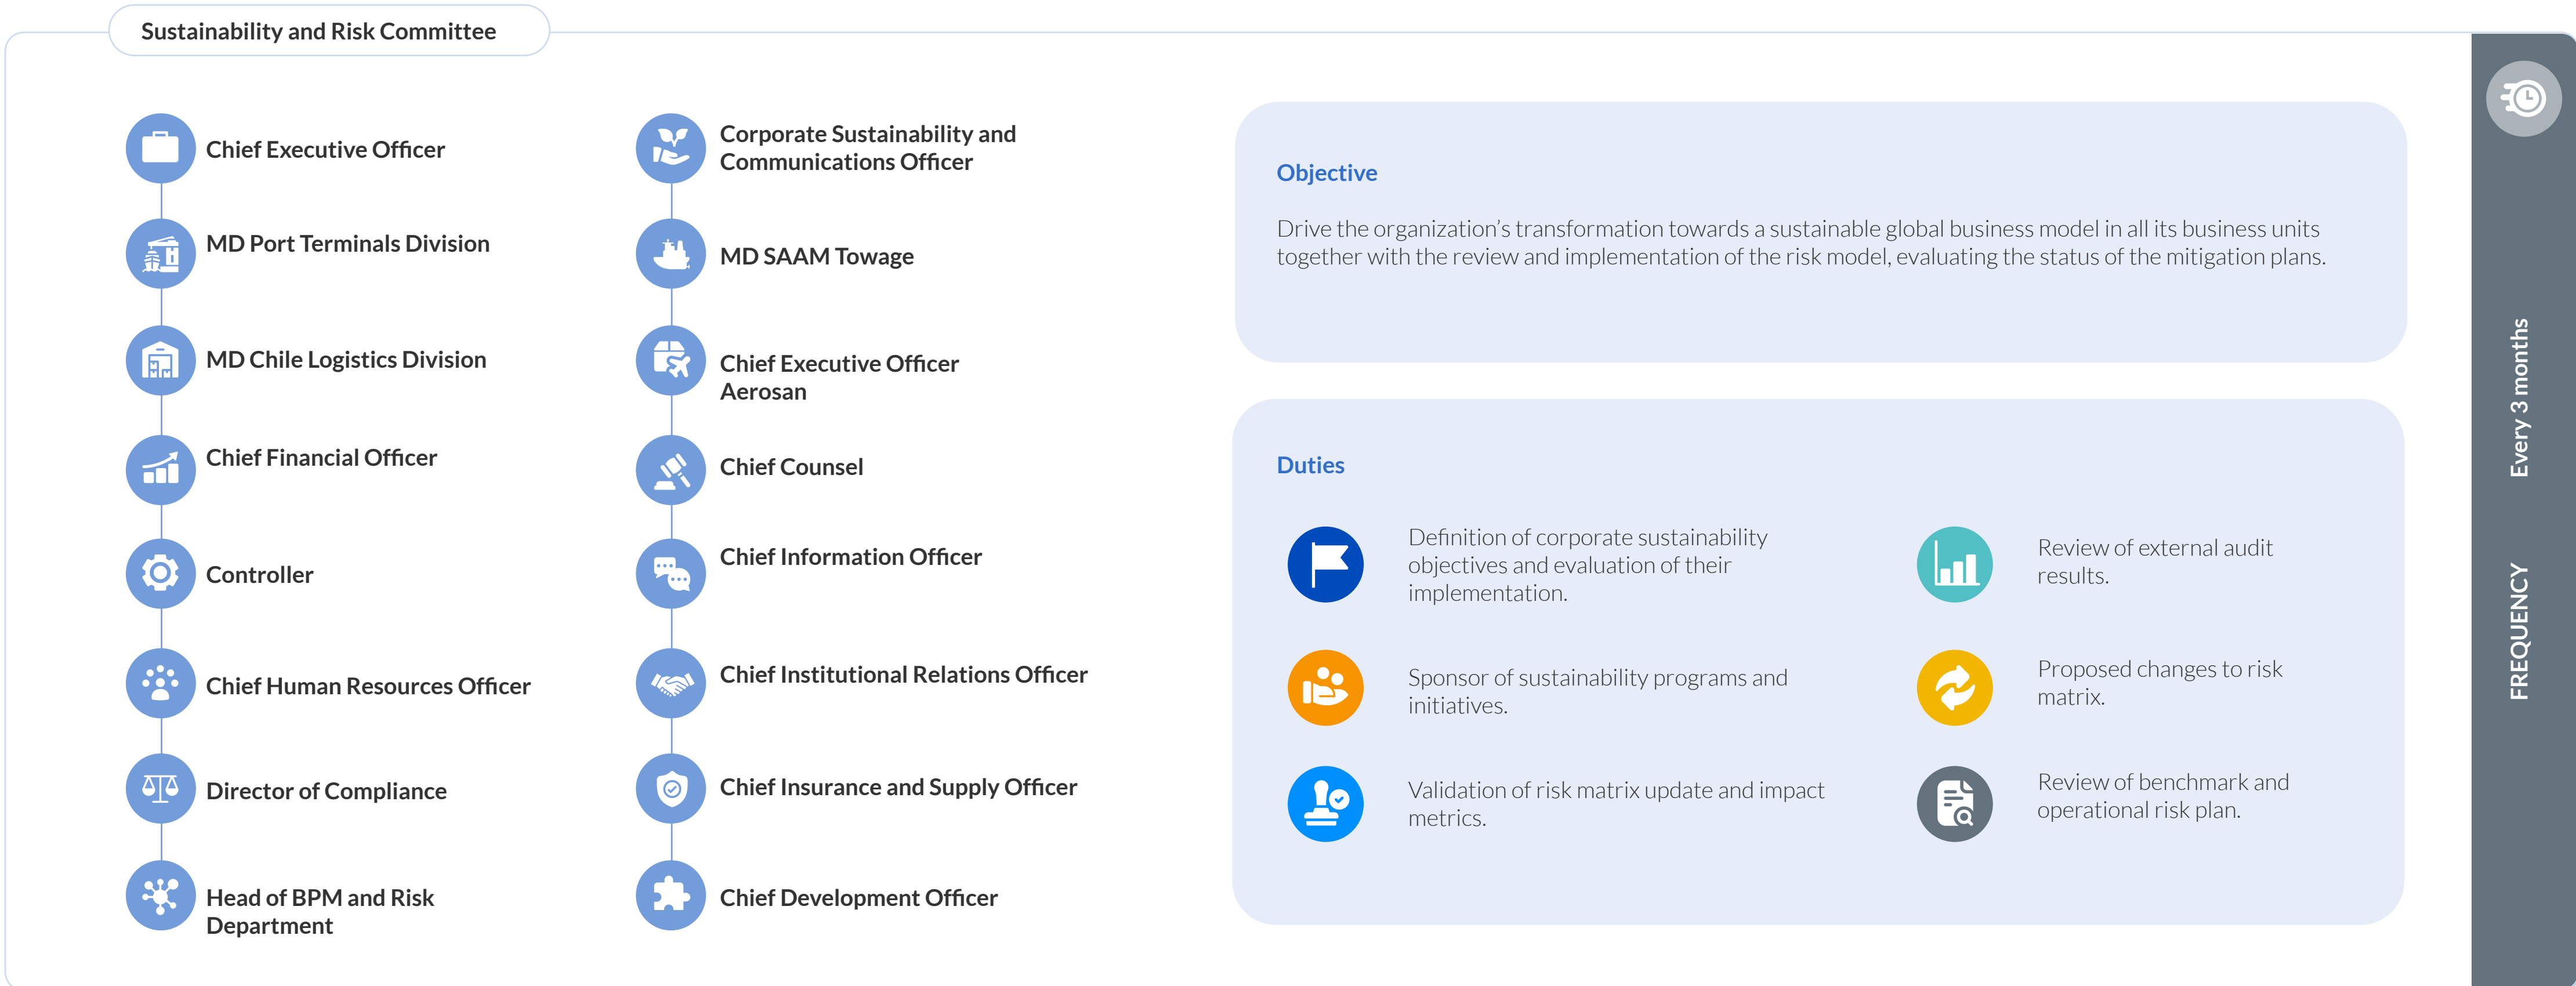 Sustainability and Risk Committee
Chief Executive Officer
MD Port Terminals Division
MD Chile Logistics Division
Chief Financial Officer
Controller
Chief Human Resources Officer
Director of Compliance
Head of BPM and Risk
Department
Corporate Sustainability and
Communications Officer
MD SAAM Towage
Chief Executive Officer
Aerosan
Chief Counsel
Chief Information Officer
Chief Institutional Relations Officer
Chief Insurance and Supply Officer
Chief Development Officer
Objective
Drive the organization’s transformation towards a sustainable global business model in all its business units
together with the review and implementation of the risk model, evaluating the status of the mitigation plans.
Duties
Definition of corporate sustainability
objectives and evaluation of their
implementation.
Sponsor of sustainability programs and
initiatives.
Validation of risk matrix update and impact
metrics.
Review of external audit
results.
Proposed changes to risk
matrix.
Review of benchmark and
operational risk plan.
FREQUENCY Every 3 months